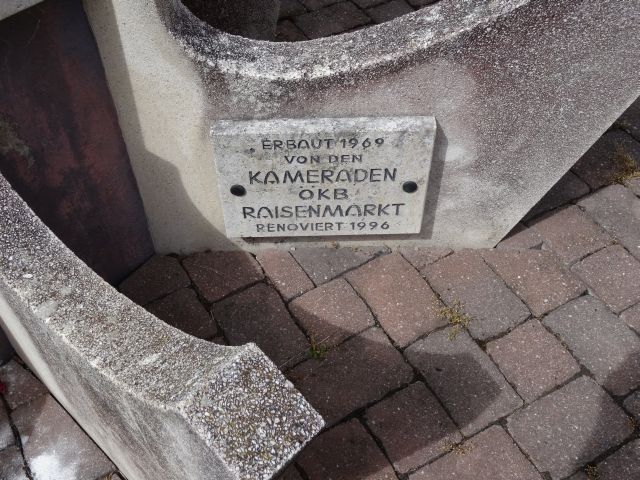 ERBAUT 1969
VON DEN
KAMERADEN
ÖKB
RAISENMARKT
RENOVIERT 1996